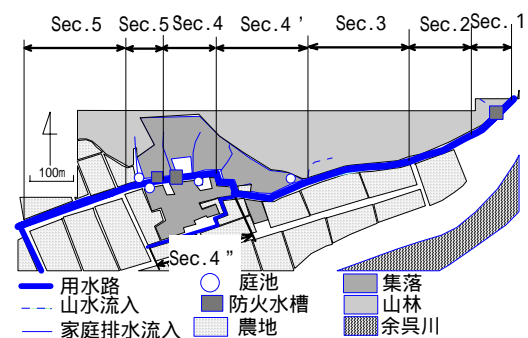 Sec.5 Sec.5 Sec.4 Sec.4 ' Sec.3 Sec.2 Sec. 1
100m
Sec.4 "
用水路 庭池 集落
山水流入 防火水槽 山林
家庭排水流入 農地 余呉川